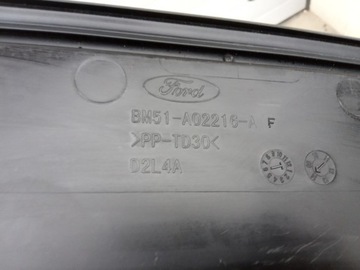 Ford
BM51-A02216-A F
>PP-TD30<
D2L4A